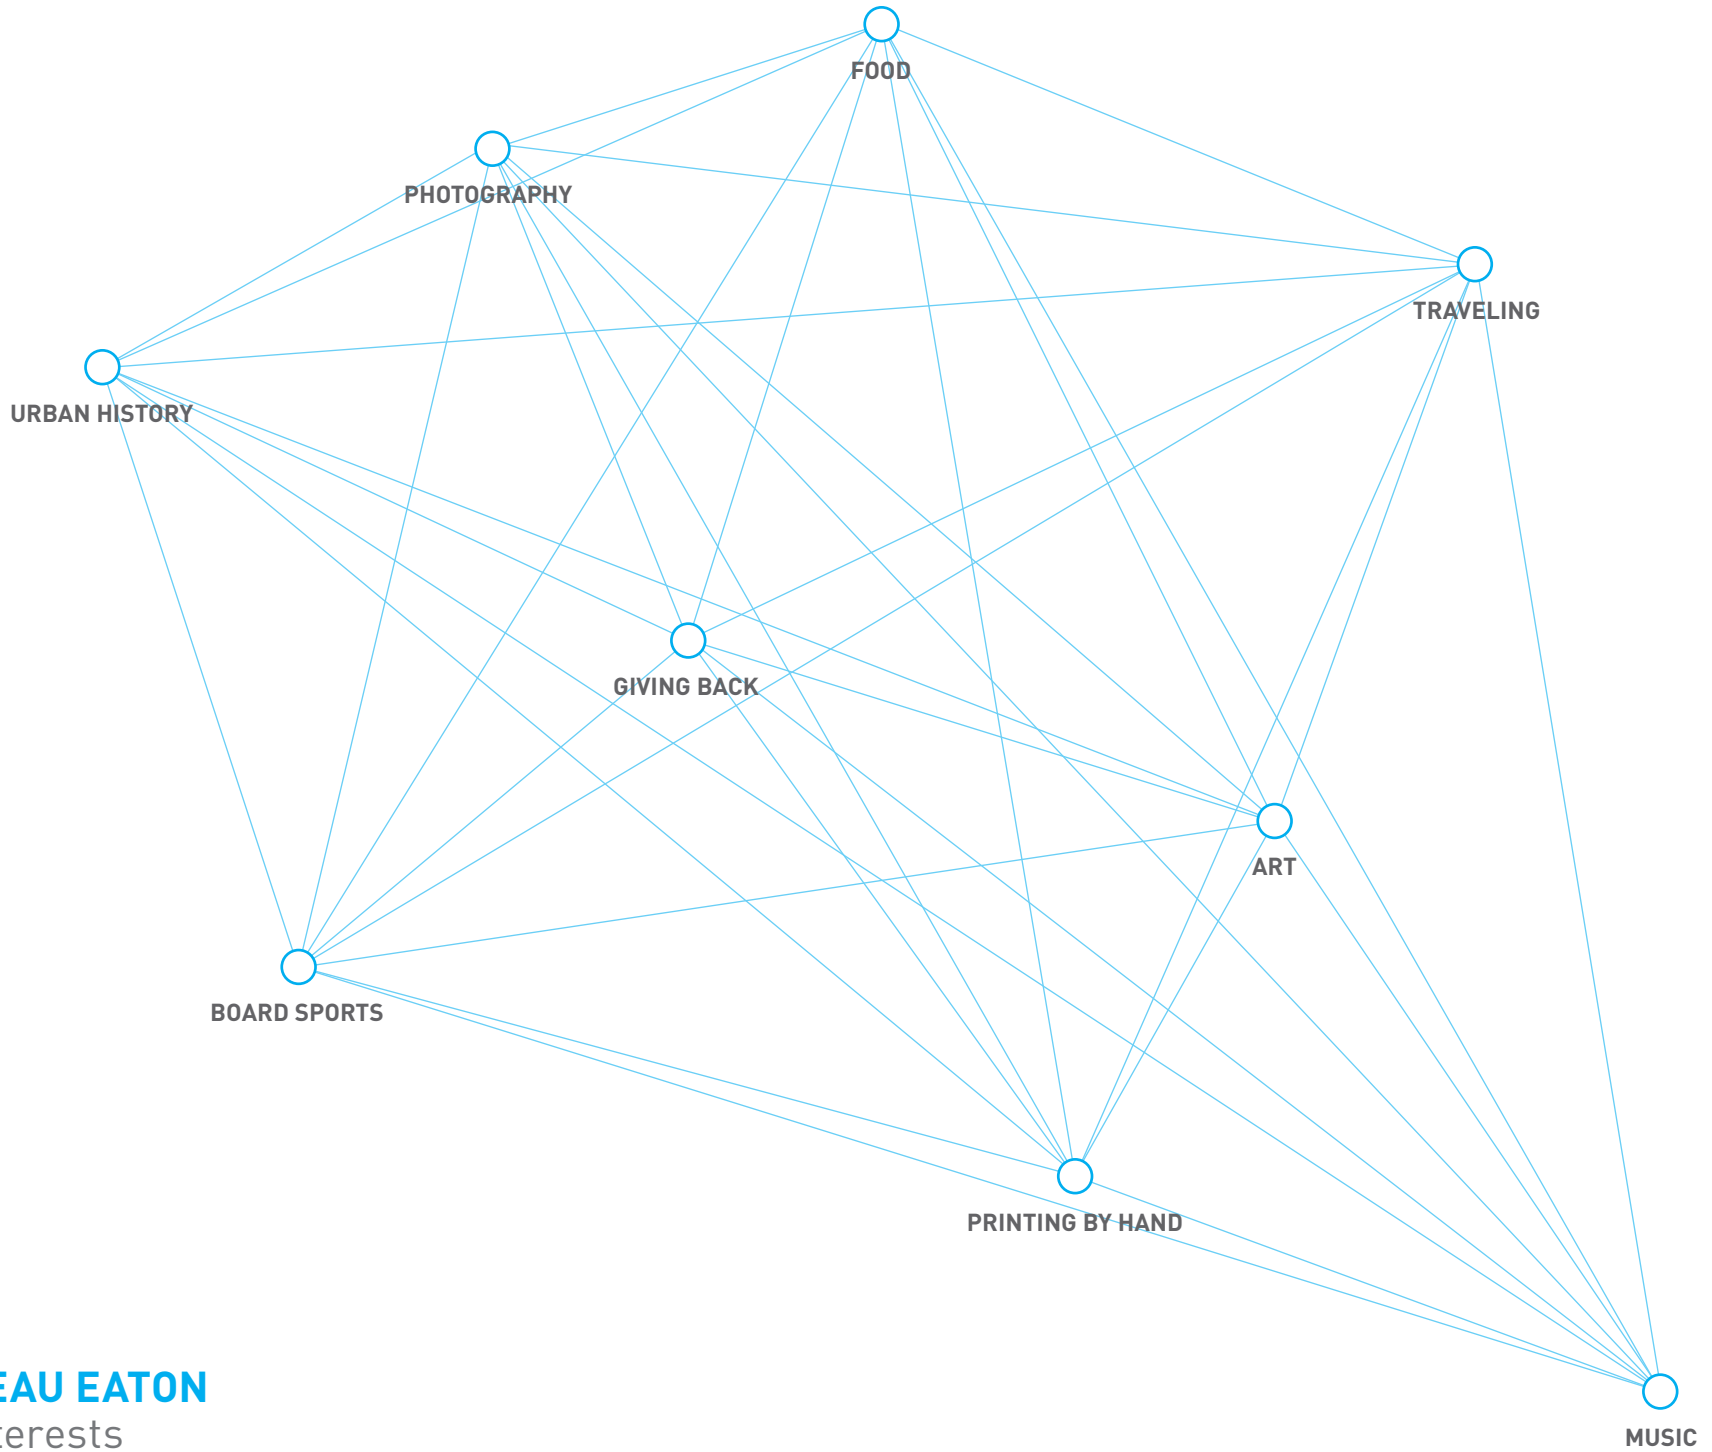 FOOD
PHOTOGRAPHY
TRAVELING
URBAN HISTORY
GIVING BACK
ART
BOARD SPORTS
PRINTING BY HAND
EAU EATON
terests
MUSIC